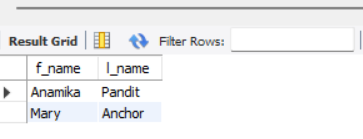 Result Grid Filter Rows:
f_name l_name
Anamika Pandit
Mary Anchor